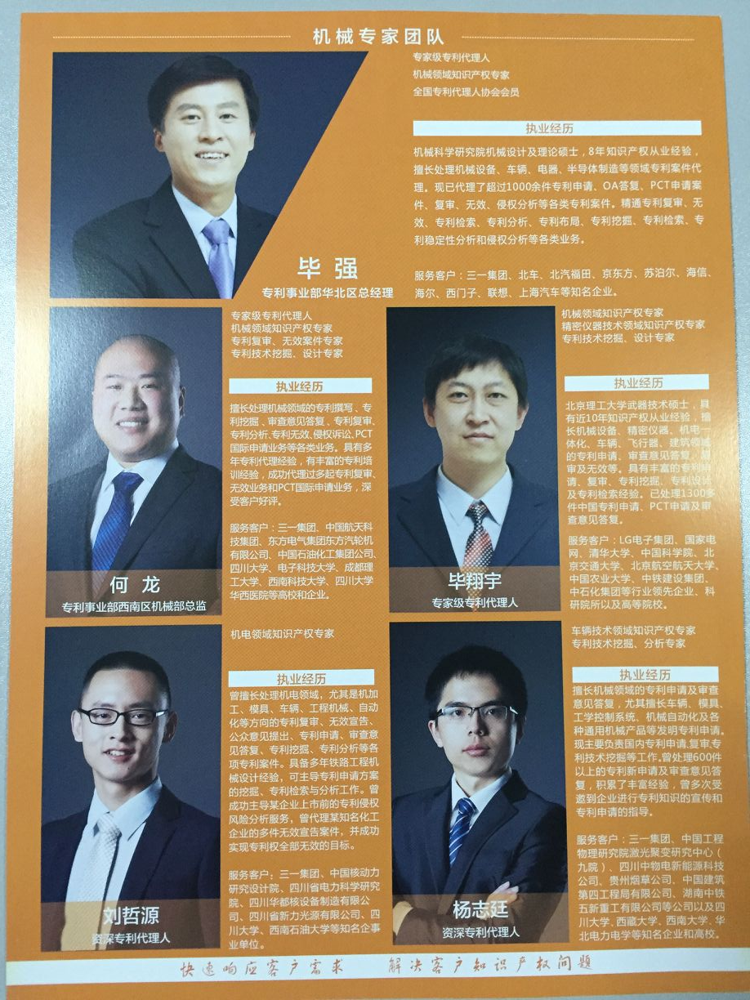 机械专家团队
专家级专利代理人
机械领域知识产权专家
全国专利代理人协会会员
执业经历
机械科学研究院机械设计及理论硕士，8年知识产权从业经验，
擅长处理机械设备、车辆、电器、半导体制造等领域专利案件代
理。现已代理了超过1000余件专利申请、OA答复、PCT申请案
件、复审、无效、侵权分析等各类专利案件。精通专利复审、无
效、专利检索、专利分析、专利布局、专利挖掘、专利检索、专
利稳定性分析和侵权分析等各类业务。
服务客户：三一集团、北车、北汽福田、京东方、苏泊尔、海信、
海尔、西门子、联想、上海汽车等知名企业。
毕 强
专利事业部华北区总经理
专家级专利代理人
机械领域知识产权专家
专利复审、无效案件专家
专利技术挖掘、设计专家
执业经历
擅长处理机械领域的专利撰写、专
利挖掘、审查意见答复、专利复审、
专利分析、专利无效、侵权诉讼、PCT
国际申请业务等各类业务。具有多
年专利代理经验，有丰富的专利培
训经验，成功代理过多起专利复审、
无效业务和PCT国际申请业务，深
受客户好评。
服务客户：三一集团、中国航天科
技集团、东方电气集团东方汽轮机
有限公司、中国石油化工集团公司、
四川大学、电子科技大学、成都理
工大学、西南科技大学、四川大学
华西医院等高校和企业。
何 龙
专利事业部西南区机械部总监
机械领域知识产权专家
精密仪器技术领域知识产权专家
专利技术挖掘、设计专家
执业经历
北京理工大学武器技术硕士，具
有近10年知识产权从业经验，擅
长机械设备、精密仪器、机电一
体化、车辆、飞行器、建筑领域
的专利申请、审查意见答复、复
审及无效等。具有丰富的专利申
请、复审、专利挖掘、专利设计
及专利检索经验。已处理1300多
件中国专利申请、PCT申请及审
查意见答复。
服务客户：LG电子集团、国家电
网、清华大学、中国科学院、北
京交通大学、北京航空航天大学、
中国农业大学、中铁建设集团、
中石化集团等行业领先企业、科
研院所以及高等院校。
毕翔宇
专家级专利代理人
机电领域知识产权专家
执业经历
曾擅长处理机电领域，尤其是机加
工、模具、车辆、工程机械、自动
化等方向的专利复审、无效宣告、
公众意见提出、专利申请、审查意
见答复、专利挖掘、专利分析等各
项专利案件。具备多年铁路工程机
械设计经验，可主导专利申请方案
的挖掘、专利检索与分析工作。曾
成功主导某企业上市前的专利侵权
风险分析服务，曾代理某知名化工
企业的多件无效宣告案件，并成功
实现专利权全部无效的目标。
服务客户：三一集团、中国核动力
研究设计院、四川省电力科学研究
院、四川华都核设备制造有限公
司、四川省新力光源有限公司、四
川大学、西南石油大学等知名企事
业单位。
刘哲源
资深专利代理人
车辆技术领域知识产权专家
专利技术挖掘、分析专家
执业经历
擅长机械领域的专利申请及审查
意见答复，尤其擅长车辆、模具、
工学控制系统、机械自动化及各
种通用机械产品等发明专利申请。
现主要负责国内专利申请、复审、专
利技术挖掘等工作。曾处理600件
以上的专利新申请及审查意见答
复，积累了丰富经验，曾多次受
邀到企业进行专利知识的宣传和
专利申请的指导。
服务客户：三一集团、中国工程
物理研究院激光聚变研究中心（
九院）、四川中物电新能源科技
公司、贵州烟草公司、中国建筑
第四工程局有限公司、湖南中铁
五新重工有限公司等公司以及四
川大学、西藏大学、西南大学、华
北电力电学等知名企业和高校。
杨志廷
资深专利代理人
快速响应客户需求 解决客户知识产权问题